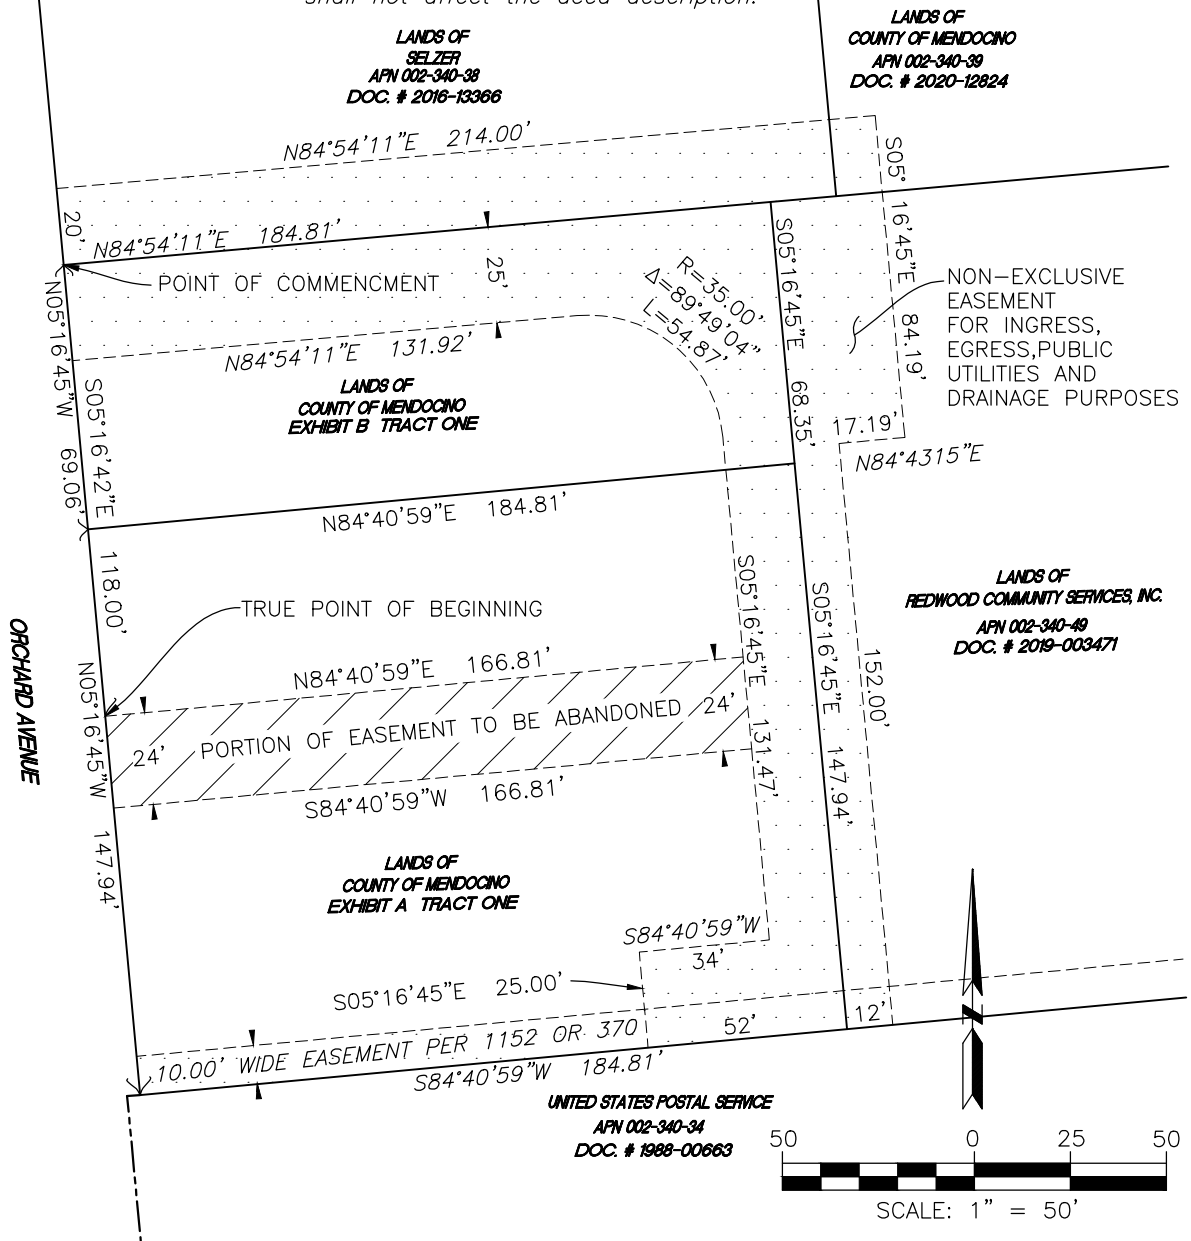 shall not affect the deed description.
LANDS OF
SELZER
APN 002-340-38
DOC. # 2016-13366
LANDS OF
COUNTY OF MENDOCINO
APN 002-340-39
DOC. # 2020-12824
N84°54'11"E 214.00'
S05° 16'45"E 84.19'
20'
N84°54'11"E 184.81'
POINT OF COMMENCMENT
25'
R=35.00'
Δ=89°49'04"
L=54.87'
S05°16'45"E 68.35'
NON-EXCLUSIVE
EASEMENT
FOR INGRESS,
EGRESS,PUBLIC
UTILITIES AND
DRAINAGE PURPOSES
N05°16'45"W 69.06'
S05°16'42"E
N84°54'11"E 131.92'
LANDS OF
COUNTY OF MENDOCINO
EXHIBIT B TRACT ONE
17.19'
N84°4315"E
N84°40'59"E 184.81'
118.00'
TRUE POINT OF BEGINNING
S05°16'45"E 131.47'
S05°16'45"E 147.94'
152.00'
LANDS OF
REDWOOD COMMUNITY SERVICES, INC.
APN 002-340-49
DOC. # 2019-003471
ORCHARD AVENUE
N05°16'45"W 147.94'
N84°40'59"E 166.81'
24' PORTION OF EASEMENT TO BE ABANDONED 24'
S84°40'59"W 166.81'
LANDS OF
COUNTY OF MENDOCINO
EXHIBIT A TRACT ONE
S84°40'59"W
34'
S05°16'45"E 25.00'
10.00' WIDE EASEMENT PER 1152 OR 370
52'
12'
S84°40'59"W 184.81'
UNITED STATES POSTAL SERVICE
APN 002-340-34
DOC. # 1988-00663
N
50 0 25 50
SCALE: 1" = 50'